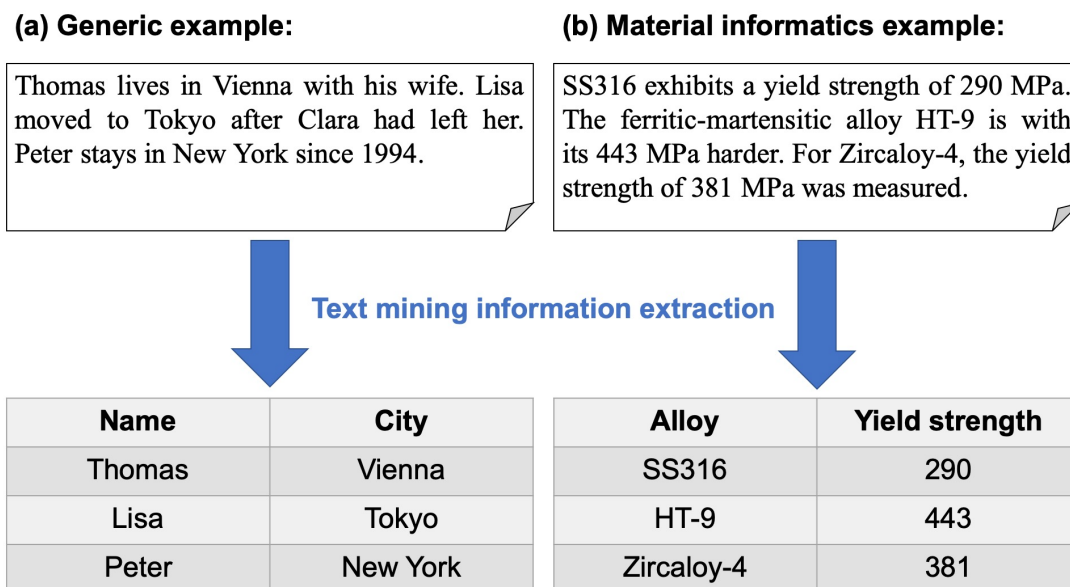 (a) Generic example:
Thomas lives in Vienna with his wife. Lisa
moved to Tokyo after Clara had left her.
Peter stays in New York since 1994.
(b) Material informatics example:
SS316 exhibits a yield strength of 290 MPa.
The ferritic-martensitic alloy HT-9 is with
its 443 MPa harder. For Zircaloy-4, the yield
strength of 381 MPa was measured.
Text mining information extraction
Name City
Thomas Vienna
Lisa Tokyo
Peter New York
Alloy Yield strength
SS316 290
HT-9 443
Zircaloy-4 381